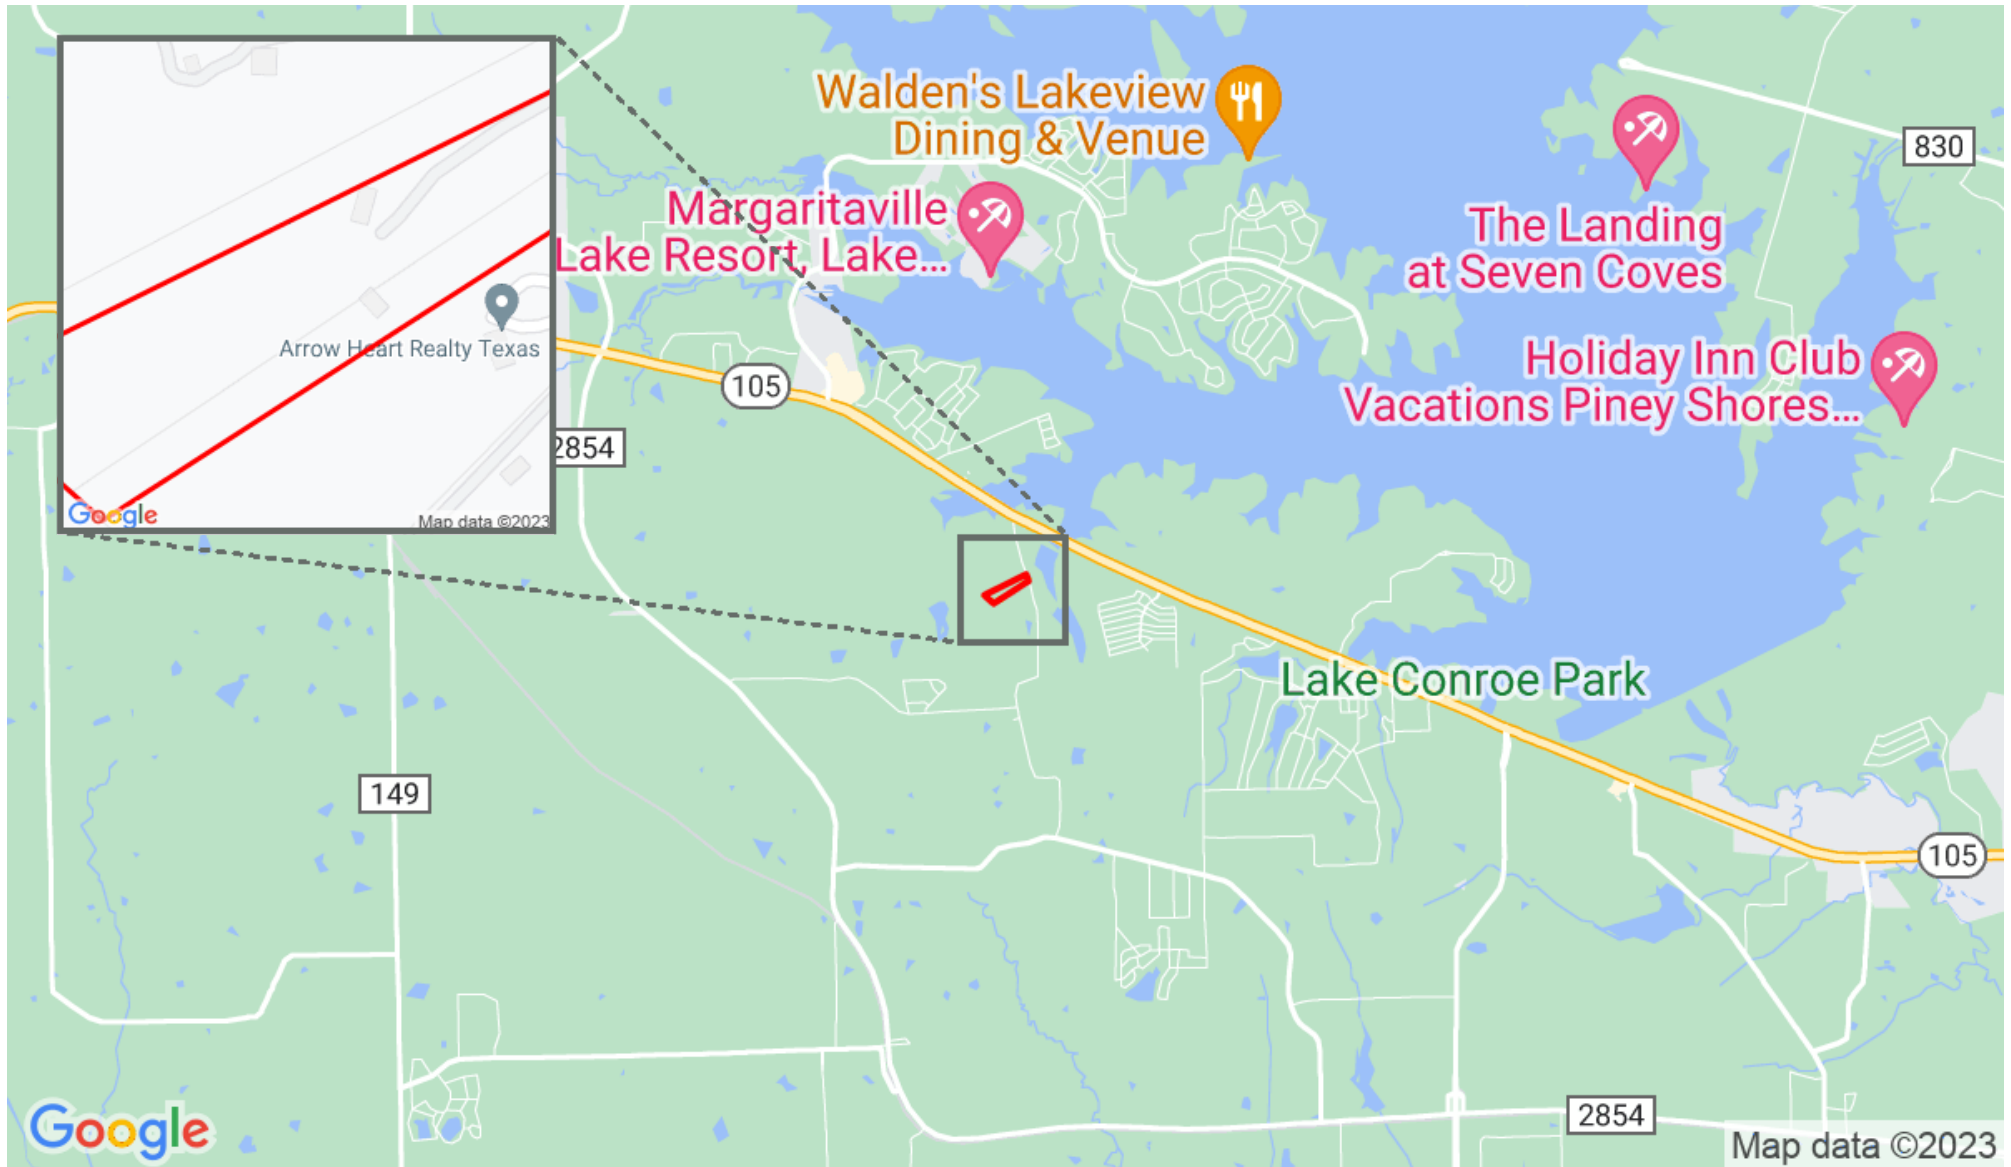 Walden's Lakeview
Dining & Venue
830
Margaritaville
Lake Resort, Lake...
The Landing
at Seven Coves
Arrow Heart Realty Texas
Holiday Inn Club
Vacations Piney Shores...
105
2854
Google
Map data ©2023
Lake Conroe Park
149
105
2854
Google
Map data ©2023